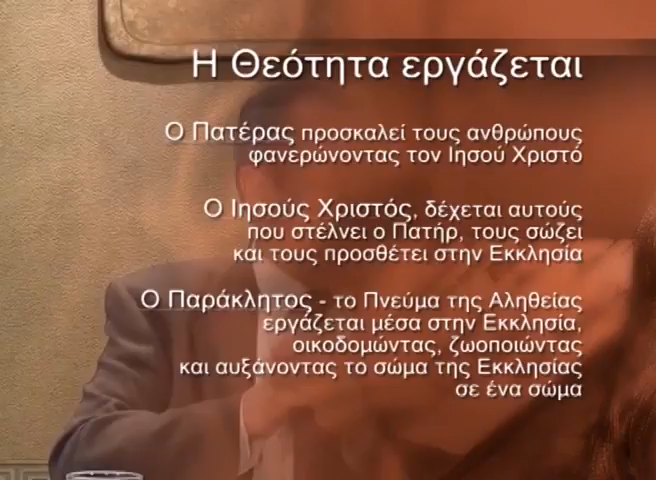 Η Θεότητα εργάζεται
Ο Πατέρας προσκαλεί τους ανθρώπους
φανερώνοντας τον Ιησού Χριστό
Ο Ιησούς Χριστός, δέχεται αυτούς
που στέλνει ο Πατήρ, τους σώζει
και τους προσθέτει στην Εκκλησία
Ο Παράκλητος - το Πνεύμα της Αληθείας
εργάζεται μέσα στην Εκκλησία,
οικοδομώντας, ζωοποιώντας
και αυξάνοντας το σώμα της Εκκλησίας
σε ένα σώμα